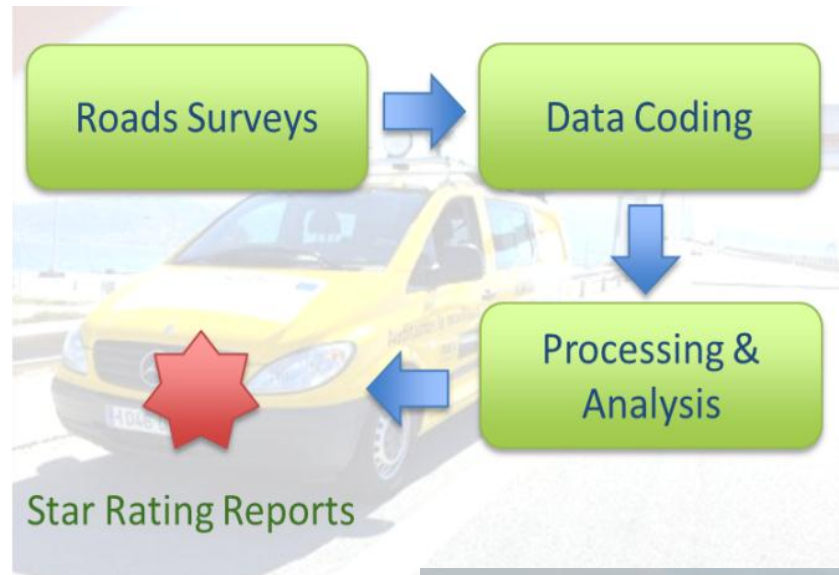 Roads Surveys
Data Coding
Processing &
Analysis
Star Rating Reports